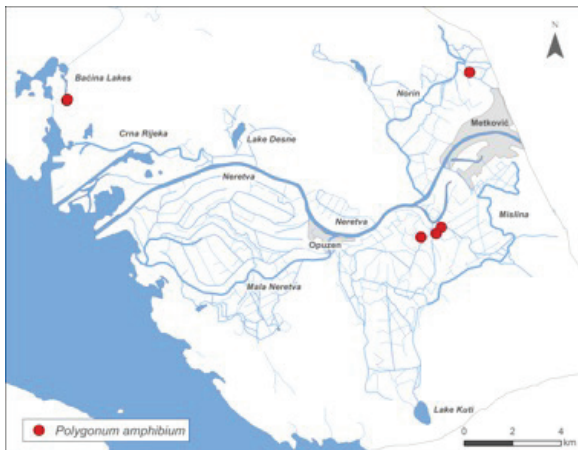 N
Baćina Lakes
Norin
Metković
Crna Rijeka
Lake Desne
Neretva
Mislina
Neretva
Opuzen
Mala Neretva
Lake Kuti
Polygonum amphibium
0 2 4
km